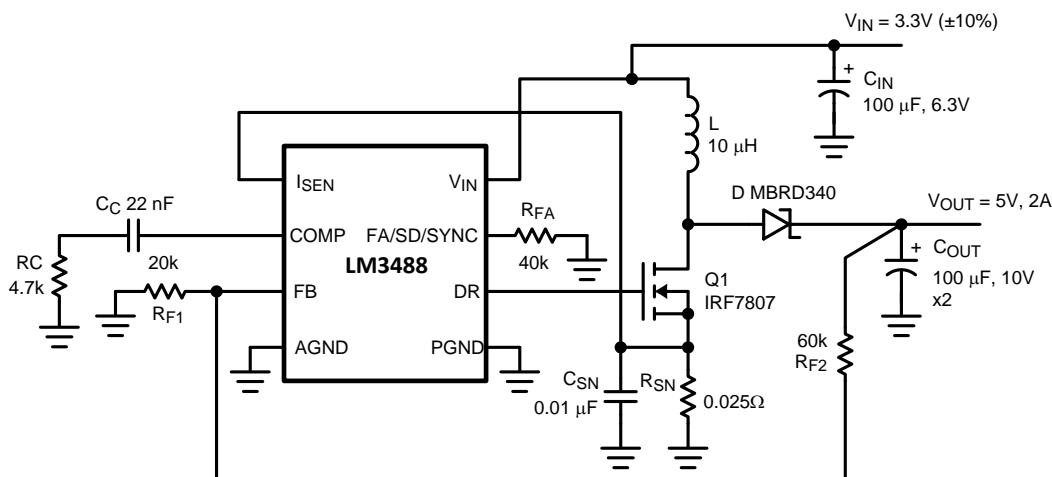 V_IN = 3.3V (±10%)
+
C_IN
100 µF, 6.3V
L
10 µH
I_SEN
V_IN
D MBRD340
V_OUT = 5V, 2A
C_C 22 nF
R_FA
COMP
FA/SD/SYNC
+
C_OUT
RC
4.7k
20k
LM3488
40k
100 µF, 10V
x2
R_F1
FB
DR
Q1
IRF7807
60k
R_F2
AGND
PGND
C_SN
0.01 µF
R_SN
0.025Ω